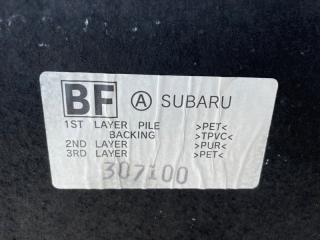 BF Ⓐ SUBARU
1ST LAYER PILE >PET<
BACKING >TPVC<
2ND LAYER >PUR<
3RD LAYER >PET<
307100